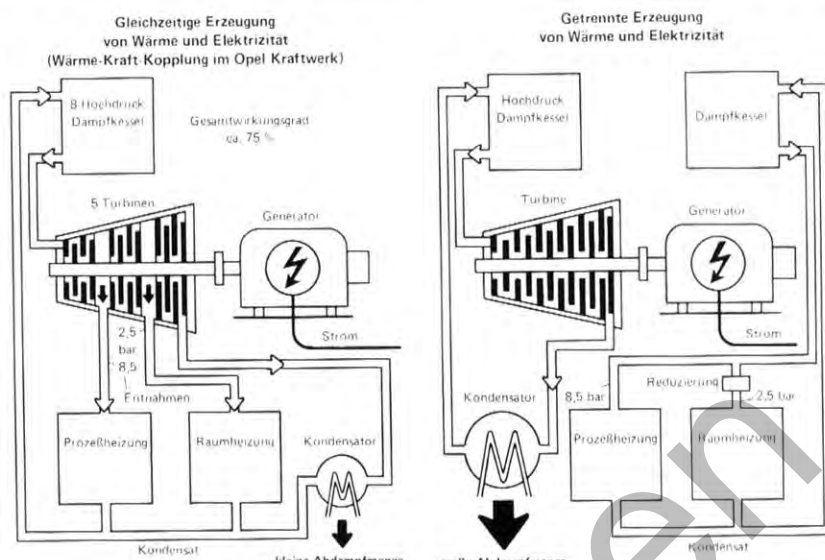 Gleichzeitige Erzeugung
von Wärme und Elektrizität
(Wärme-Kraft-Kopplung im Opel Kraftwerk)
8 Hochdruck
Dampfkessel
Gesamtwirkungsgrad
ca. 75 %
5 Turbinen
Generator
Strom
2,5
bar
8,5
Entnahmen
Prozeßheizung
Raumheizung
Kondensator
Kondensat
kleine Abdampfmenge
Getrennte Erzeugung
von Wärme und Elektrizität
Hochdruck
Dampfkessel
Dampfkessel
Turbine
Generator
Strom
Reduzierung
Kondensator
8,5 bar
2,5 bar
Prozeßheizung
Raumheizung
Kondensat